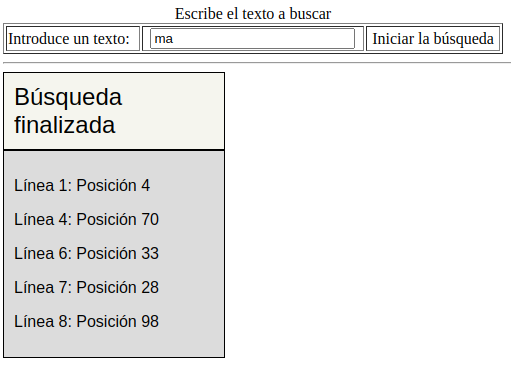 Escribe el texto a buscar
Introduce un texto: ma Iniciar la búsqueda
Búsqueda
finalizada
Línea 1: Posición 4
Línea 4: Posición 70
Línea 6: Posición 33
Línea 7: Posición 28
Línea 8: Posición 98